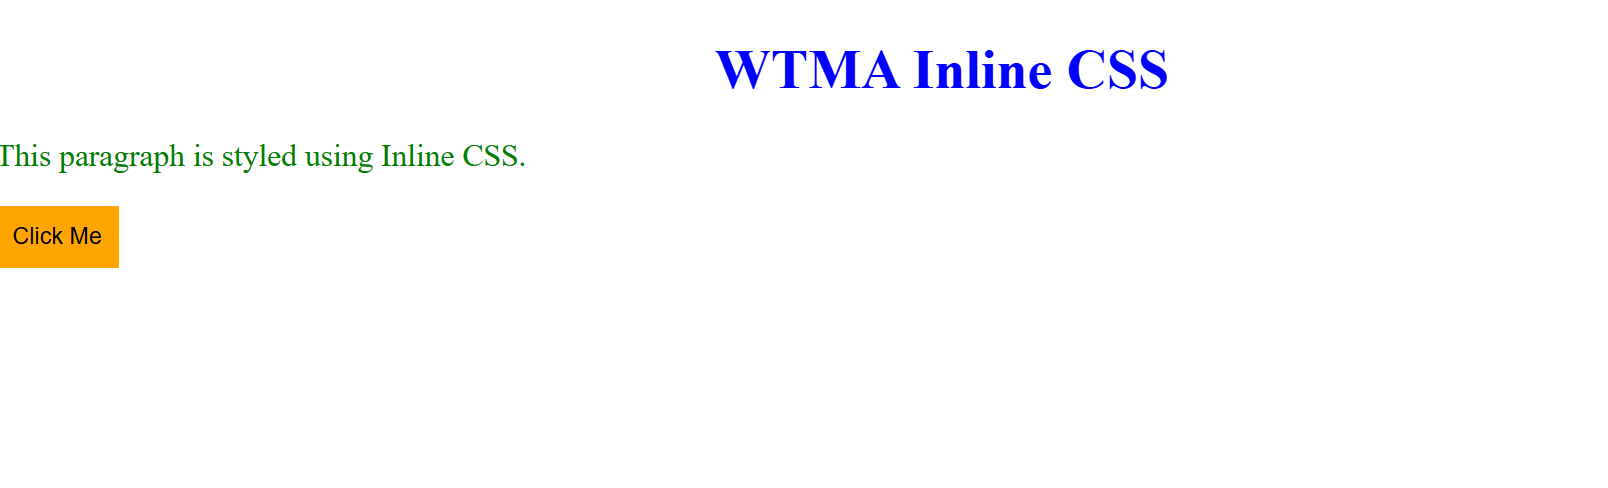 WTMA Inline CSS
This paragraph is styled using Inline CSS.
Click Me